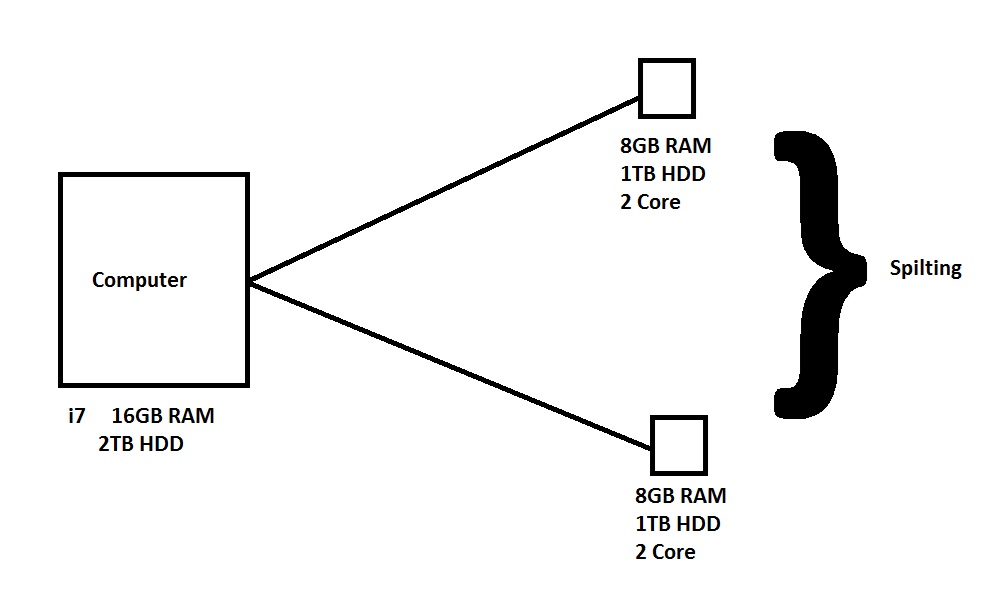 8GB RAM
1TB HDD
2 Core
Computer
Spilting
i7 16GB RAM
2TB HDD
8GB RAM
1TB HDD
2 Core